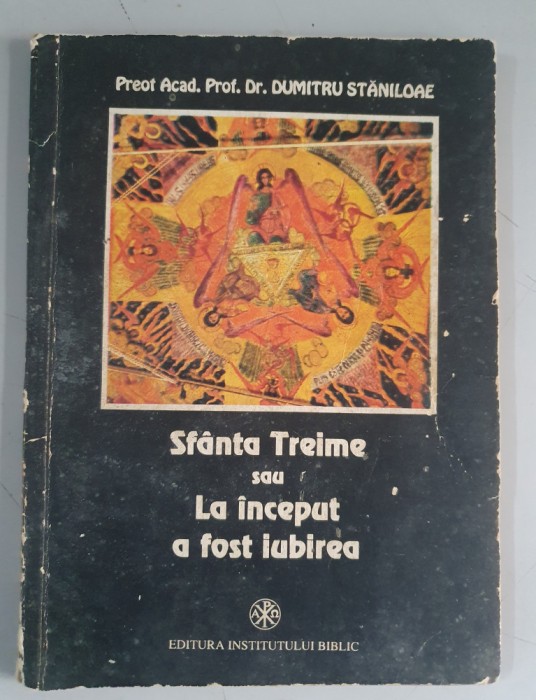 Preot Acad. Prof. Dr. DUMITRU STĂNILOAE
Sfânta Treime
sau
La început
a fost iubirea
A Ω
EDITURA INSTITUTULUI BIBLIC